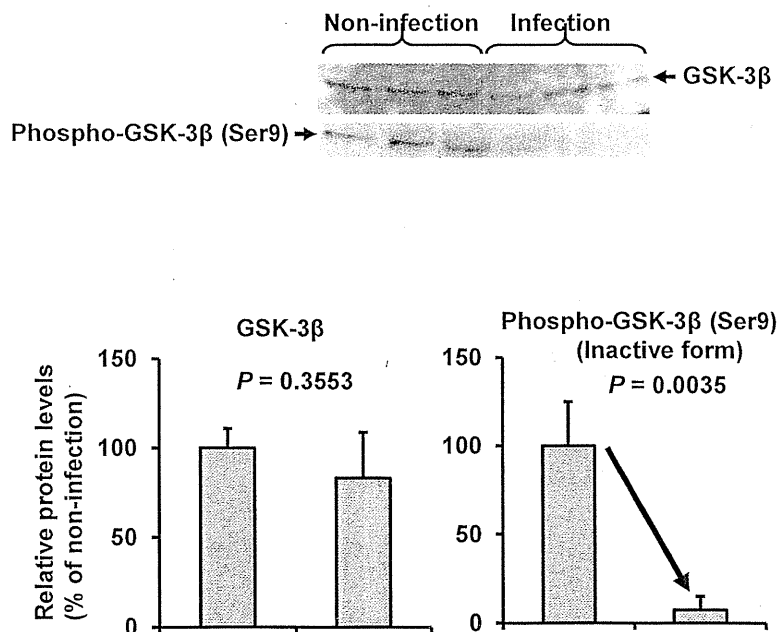 Non-infection Infection
GSK-3β
Phospho-GSK-3β (Ser9)
GSK-3β
P = 0.3553
Relative protein levels
(% of non-infection)
150
100
50
0
Phospho-GSK-3β (Ser9)
(Inactive form)
P = 0.0035
150
100
50
0